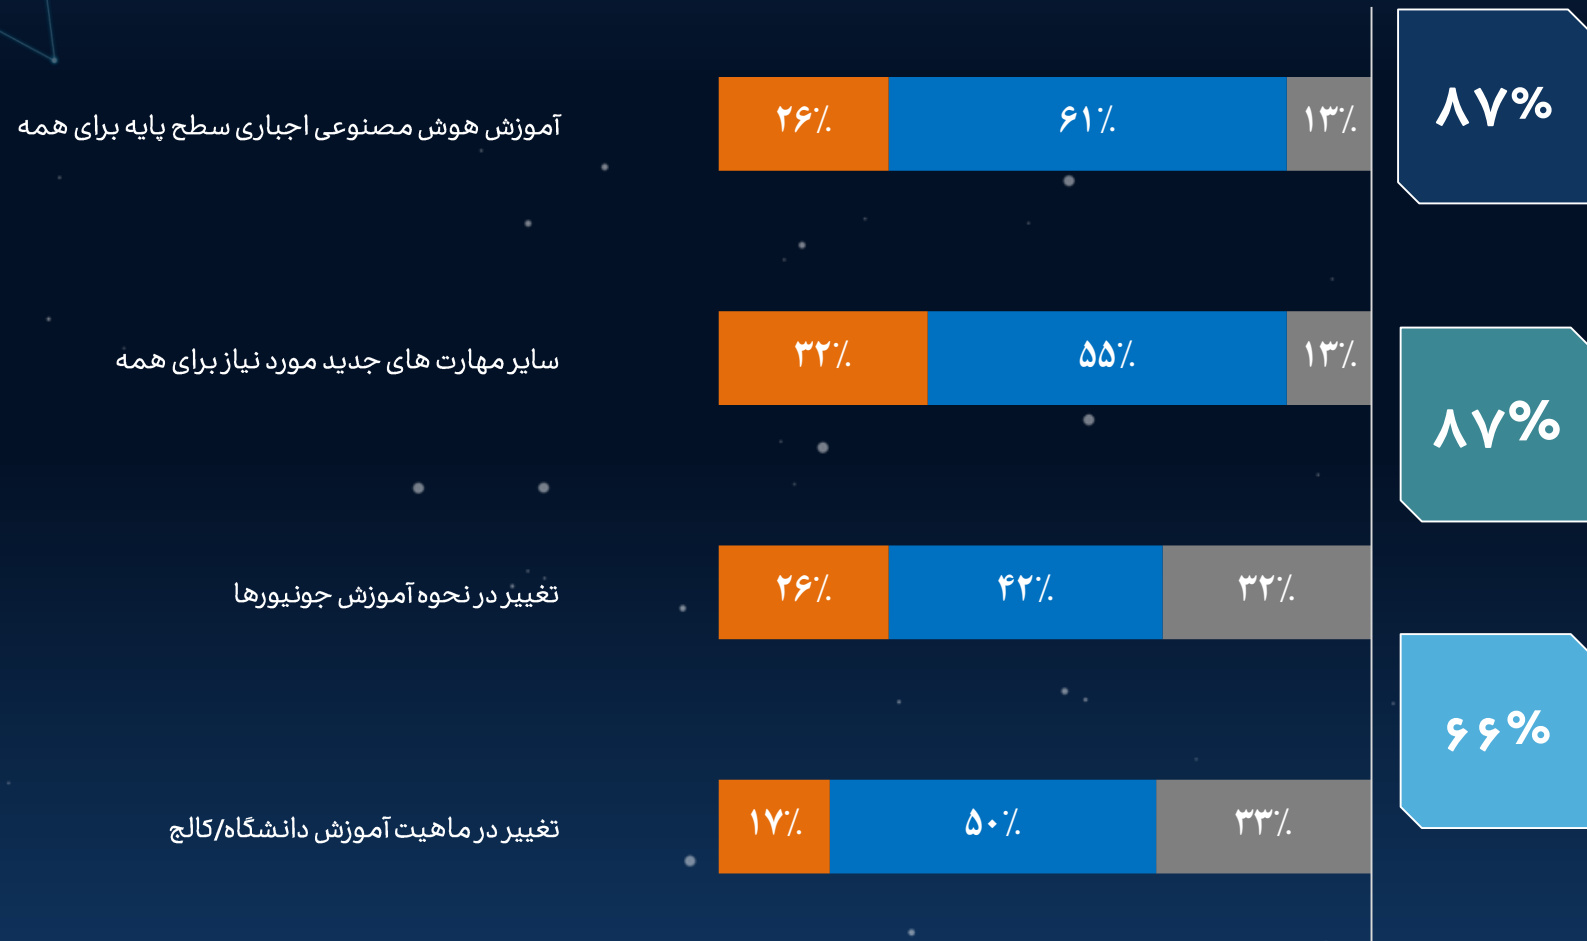 آموزش هوش مصنوعی اجباری سطح پایه برای همه
۲۶٪ ۶۱٪ ۱۳٪
۸۷%
سایر مهارت های جدید مورد نیاز برای همه
۳۲٪ ۵۵٪ ۱۳٪
۸۷%
تغییر در نحوه آموزش جونیورها
۲۶٪ ۴۲٪ ۳۲٪
۶۶%
تغییر در ماهیت آموزش دانشگاه/کالج
۱۷٪ ۵۰٪ ۳۳٪